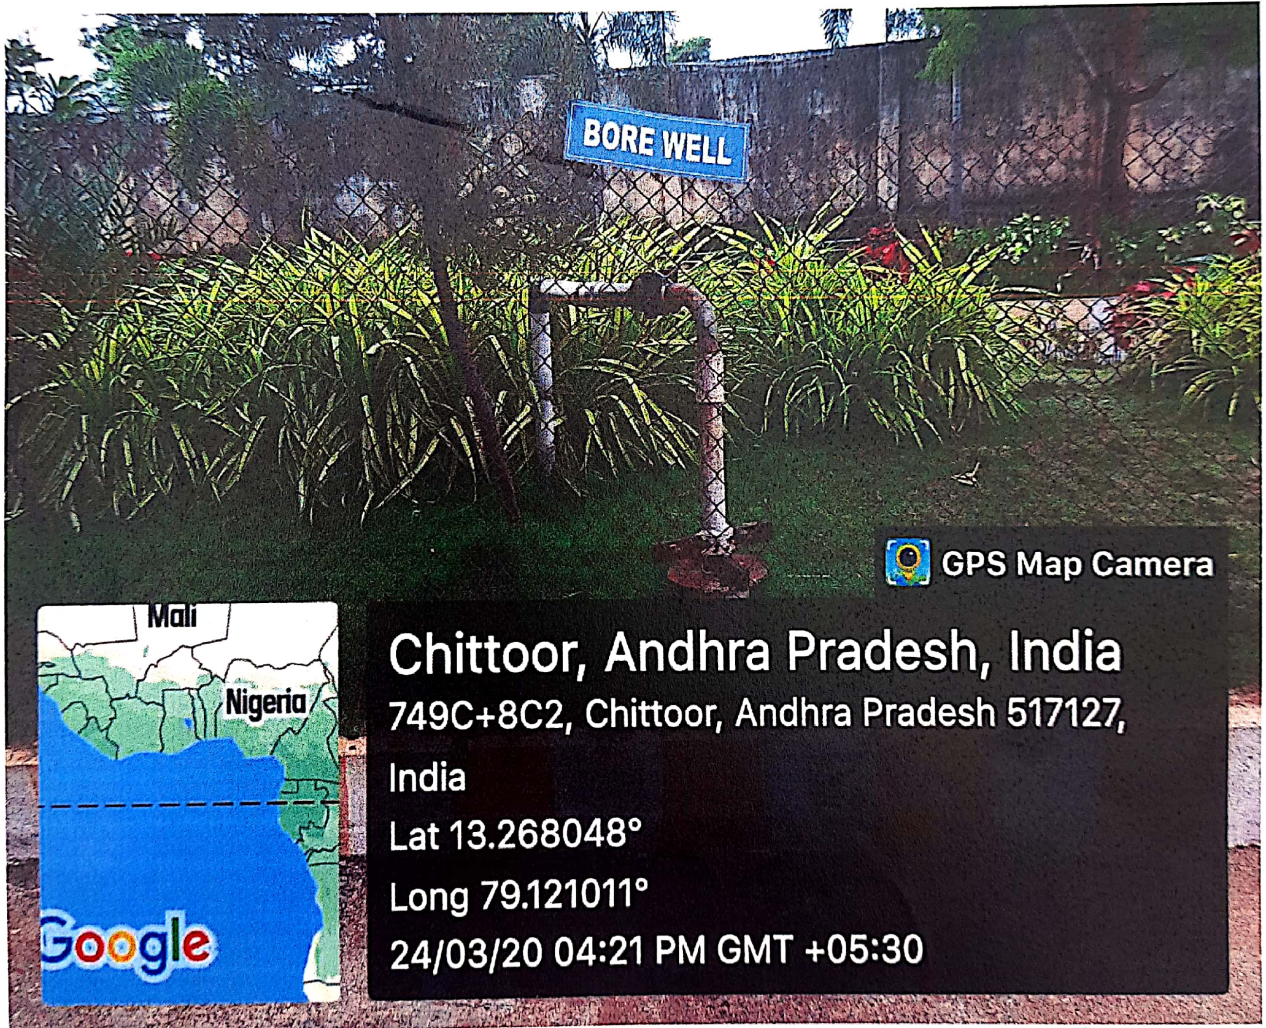 BORE WELL
GPS Map Camera
Mali
Nigeria
Google
Chittoor, Andhra Pradesh, India
749C+8C2, Chittoor, Andhra Pradesh 517127,
India
Lat 13.268048°
Long 79.121011°
24/03/20 04:21 PM GMT +05:30